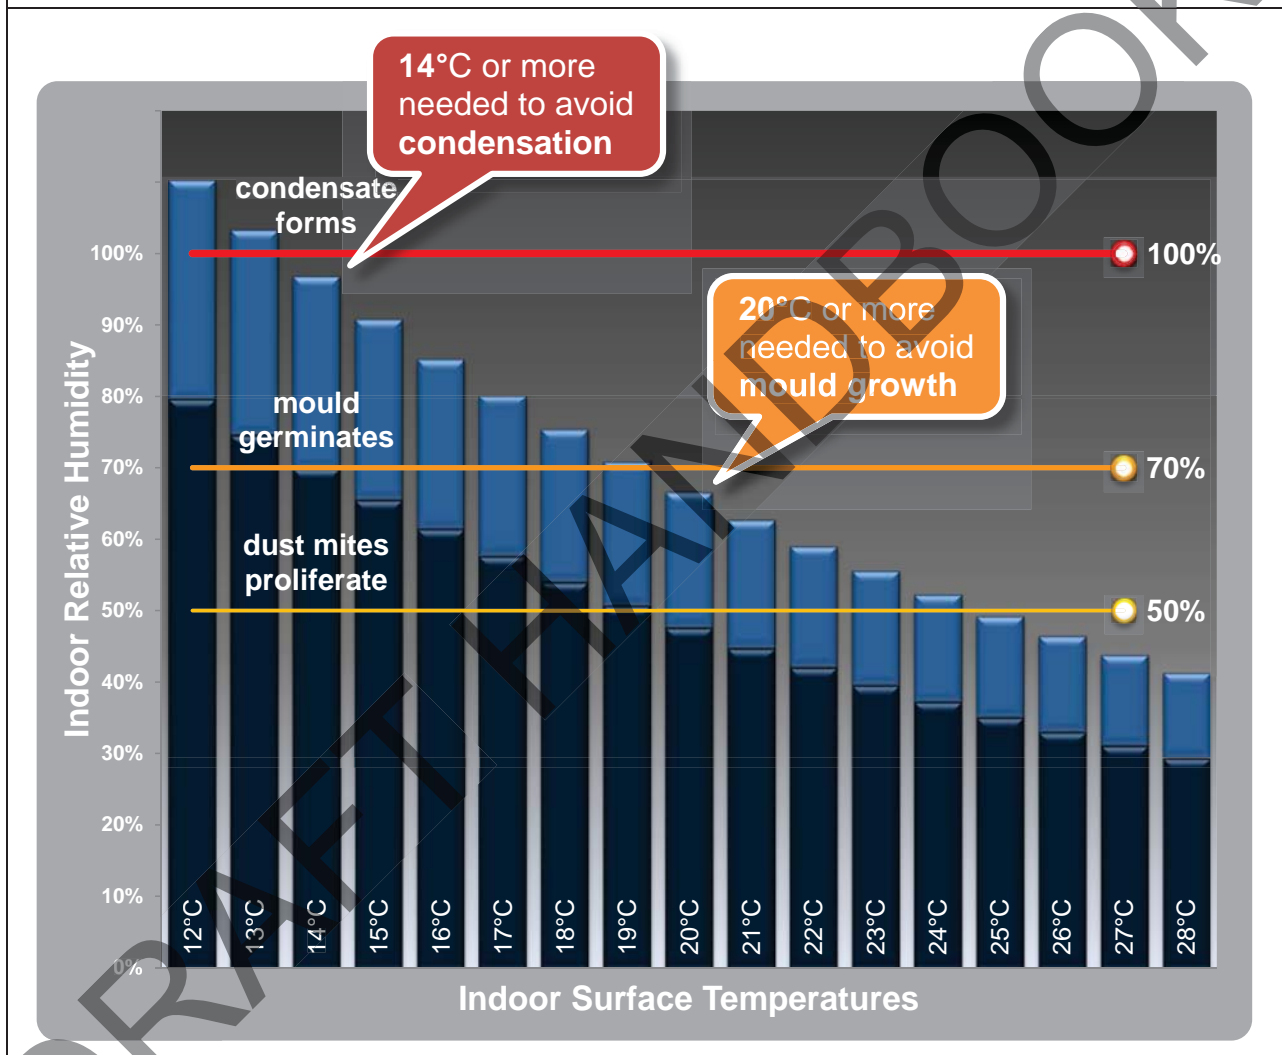 14°C or more
needed to avoid
condensation
condensate
forms
100%
100%
20°C or more
needed to avoid
mould growth
90%
80%
mould
germinates
70%
70%
60%
dust mites
proliferate
50%
50%
40%
30%
20%
10%
0%
Indoor Relative Humidity
12°C
13°C
14°C
15°C
16°C
17°C
18°C
19°C
20°C
21°C
22°C
23°C
24°C
25°C
26°C
27°C
28°C
Indoor Surface Temperatures
DRAFT HANDBOOK